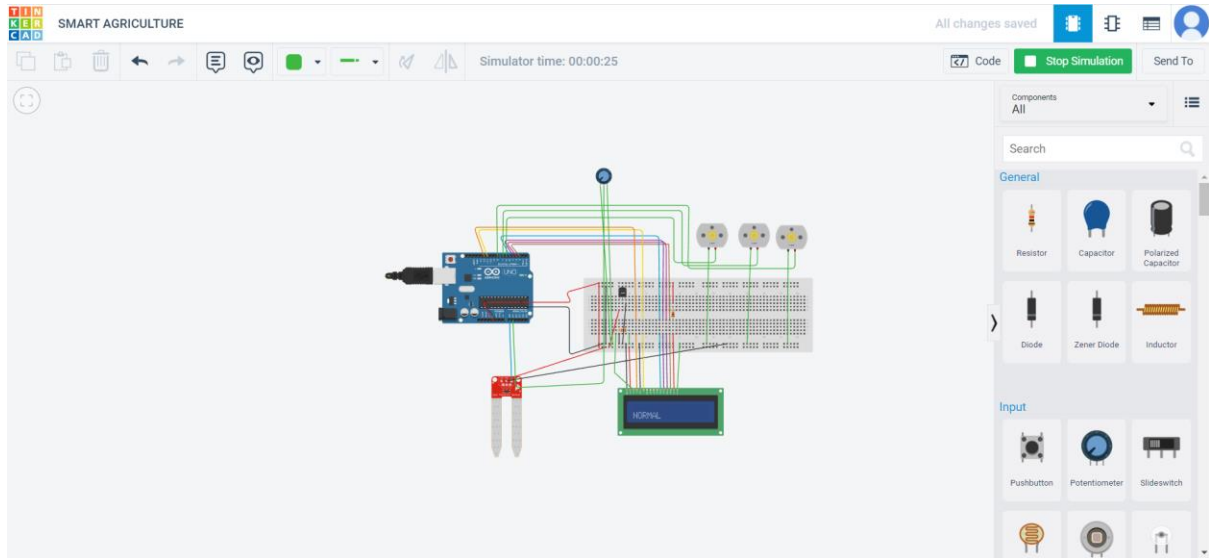 TIN
KER
CAD
SMART AGRICULTURE
All changes saved
Simulator time: 00:00:25
Code
Stop Simulation
Send To
Components
All
Search
General
Resistor
Capacitor
Polarized
Capacitor
Diode
Zener Diode
Inductor
Input
Pushbutton
Potentiometer
Slideswitch
UNO
NORMAL